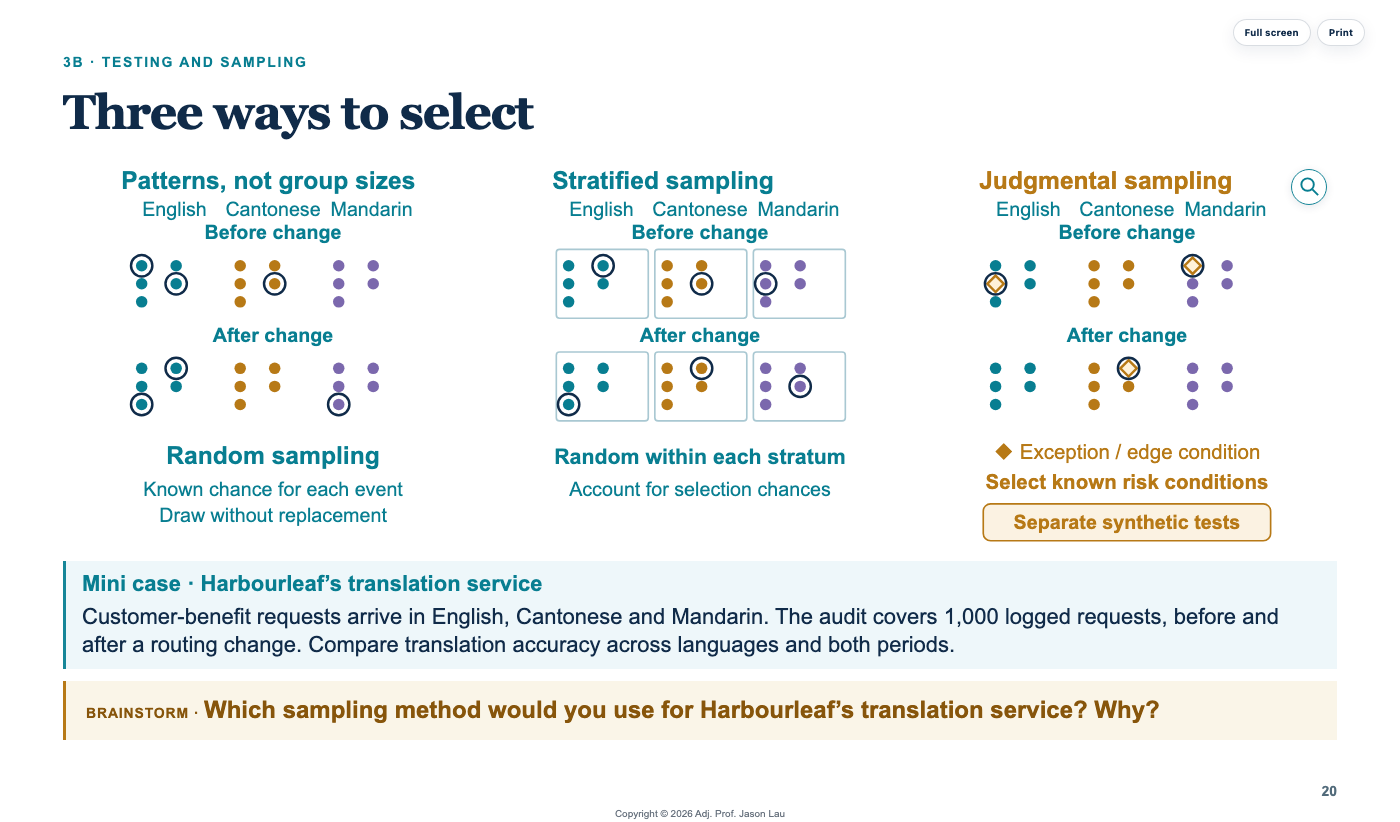 Full screen
Print
3B · TESTING AND SAMPLING
Three ways to select
Patterns, not group sizes
English Cantonese Mandarin
Before change
After change
Random sampling
Known chance for each event
Draw without replacement
Stratified sampling
English Cantonese Mandarin
Before change
After change
Random within each stratum
Account for selection chances
Judgmental sampling
English Cantonese Mandarin
Before change
After change
Exception / edge condition
Select known risk conditions
Separate synthetic tests
Mini case · Harbourleaf’s translation service
Customer-benefit requests arrive in English, Cantonese and Mandarin. The audit covers 1,000 logged requests, before and
after a routing change. Compare translation accuracy across languages and both periods.
BRAINSTORM · Which sampling method would you use for Harbourleaf’s translation service? Why?
20
Copyright © 2026 Adj. Prof. Jason Lau